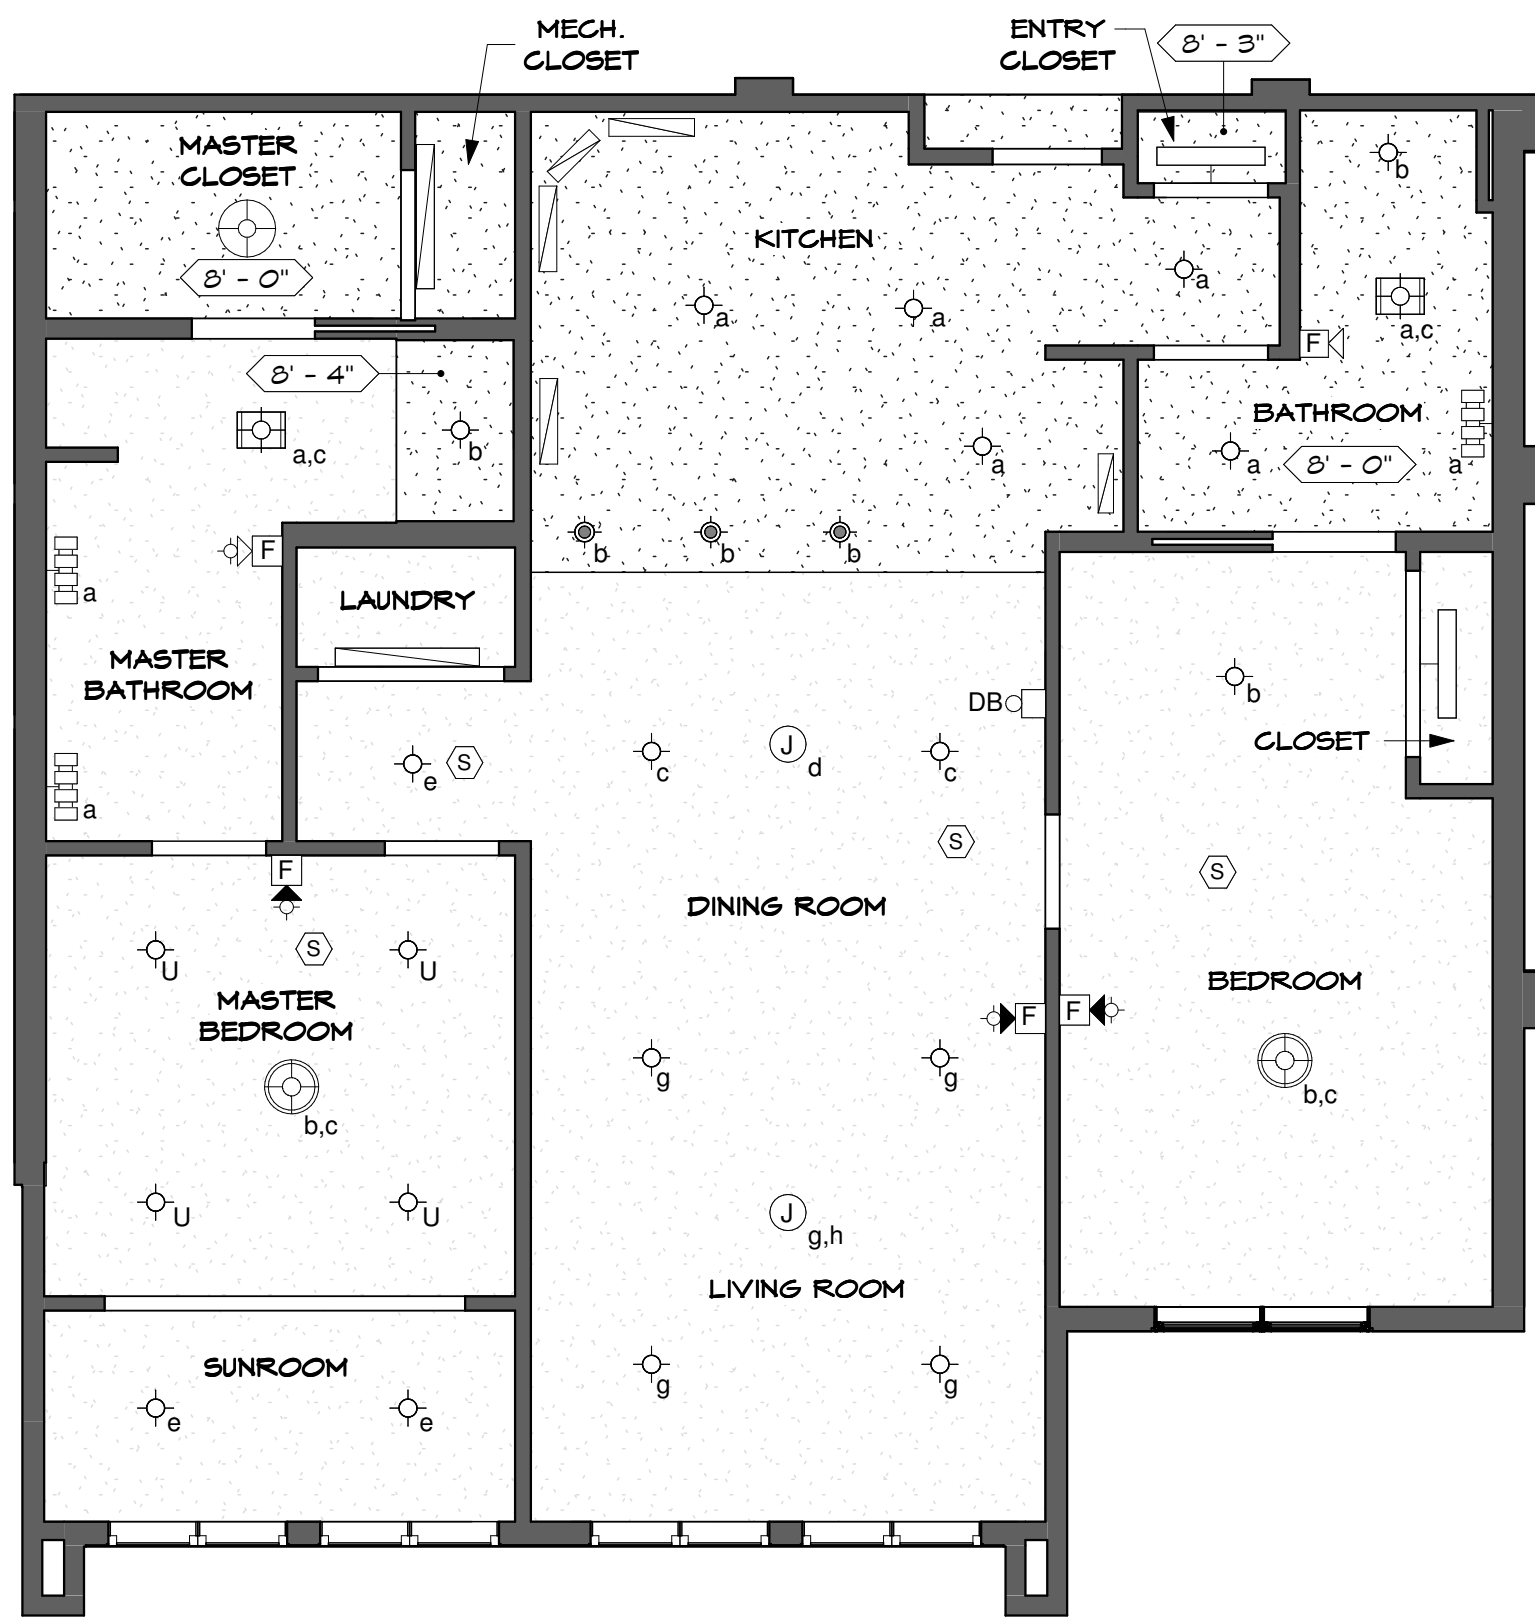 MECH.
CLOSET
ENTRY
CLOSET
8' - 3"
MASTER
CLOSET
8' - 0"
KITCHEN
b
a
a
a
a,c
F
8' - 4"
a,c
b
a
BATHROOM
a
8' - 0"
a
F
b
b
b
a
LAUNDRY
MASTER
BATHROOM
b
DB
CLOSET
J
d
c
c
e
S
a
S
S
F
DINING ROOM
S
U
U
MASTER
BEDROOM
BEDROOM
F
F
g
g
b,c
b,c
U
U
J
g,h
LIVING ROOM
SUNROOM
g
g
e
e